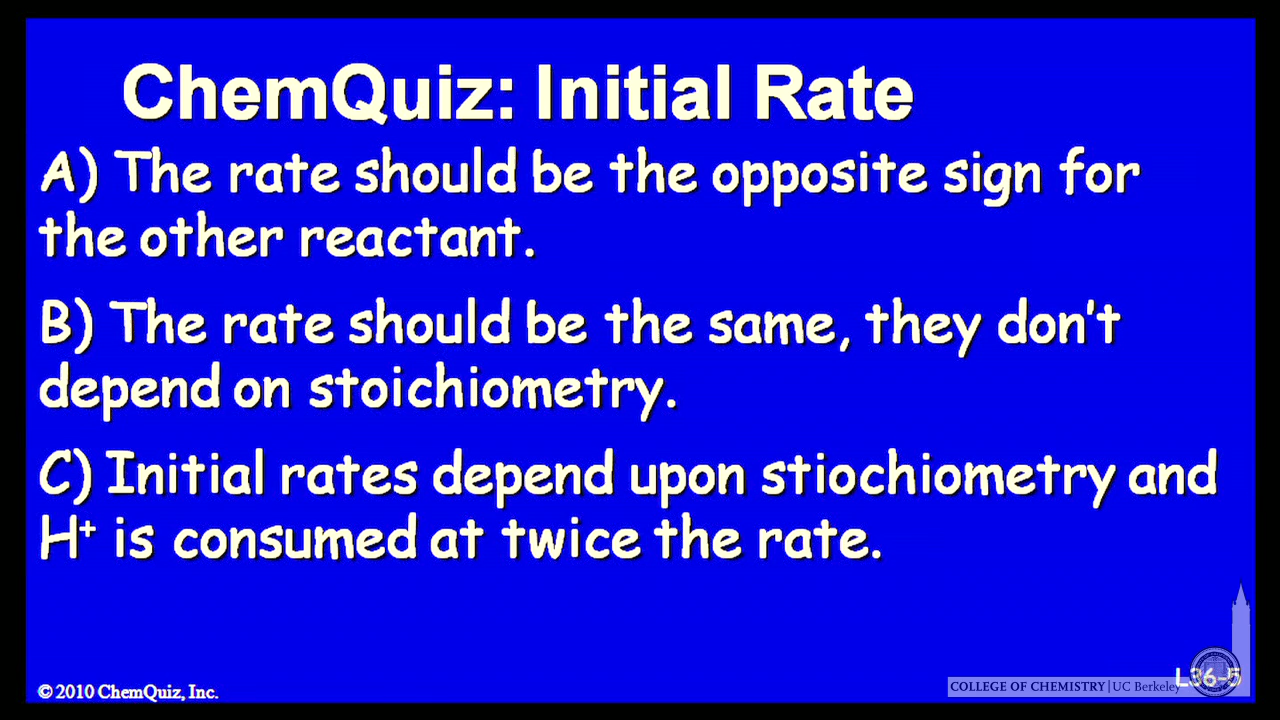 ChemQuiz: Initial Rate
A) The rate should be the opposite sign for
the other reactant.
B) The rate should be the same, they don't
depend on stoichiometry.
C) Initial rates depend upon stiochiometry and
H⁺ is consumed at twice the rate.
© 2010 ChemQuiz, Inc.
COLLEGE OF CHEMISTRY | UC Berkeley
L36-5